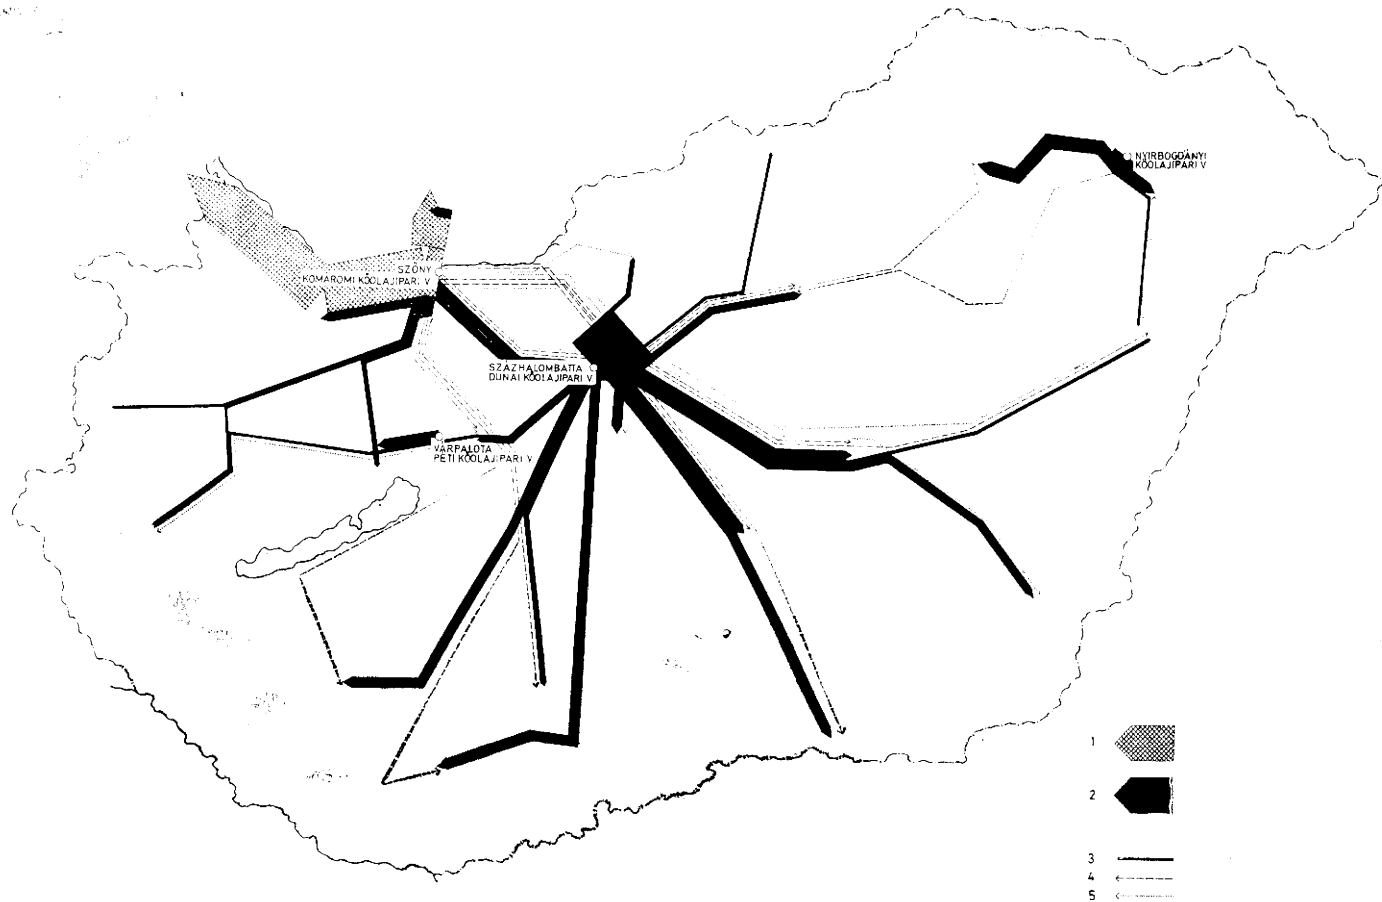 NYÍRBOGDÁNYI
KŐOLAJIPARI V
SZŐNY
KOMÁROMI KŐOLAJIPARI V
SZÁZHALOMBATTA
DUNAI KŐOLAJIPARI V
VÁRPALOTA
PÉTI KŐOLAJIPARI V
1
2
3
4
5